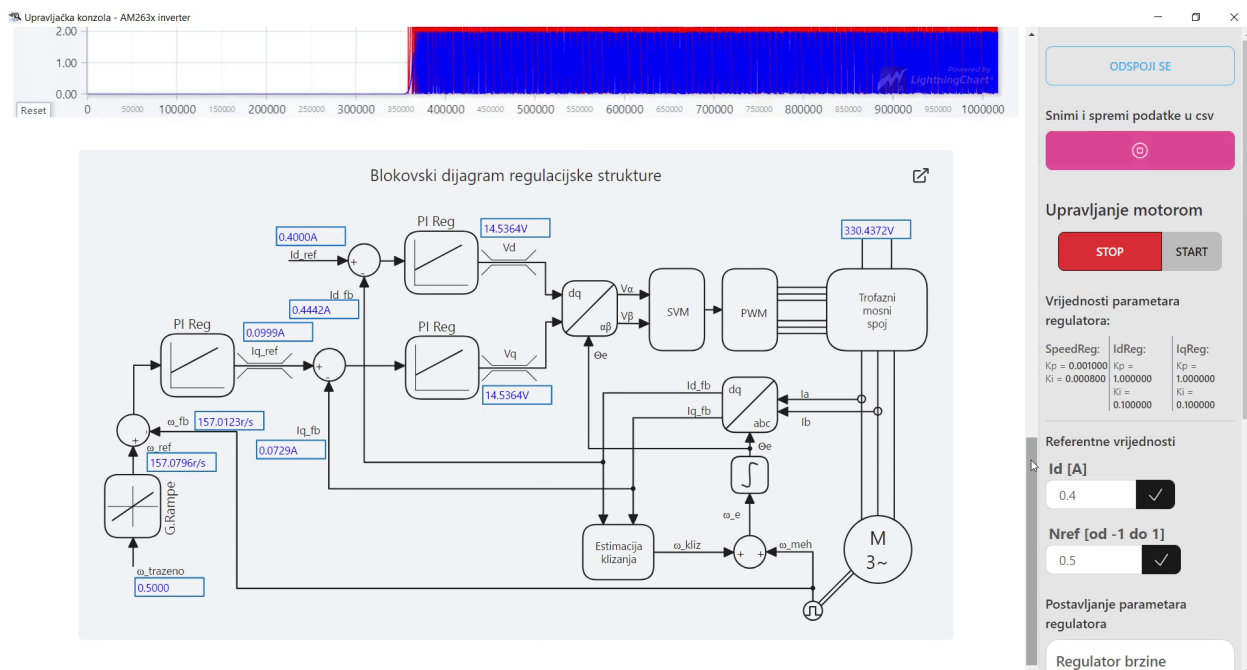 Upravljačka konzola - AM263x inverter
2.00
1.00
0.00
Reset
0 50000 100000 150000 200000 250000 300000 350000 400000 450000 500000 550000 600000 650000 700000 750000 800000 850000 900000 950000 1000000
Powered by
LightningChart®
Blokovski dijagram regulacijske strukture
PI Reg
14.5364V
Vd
0.4000A
Id_ref
+
-
330.4372V
Id_fb
0.4442A
dq
αβ
Vα
Vβ
SVM
PWM
Trofazni
mosni
spoj
PI Reg
0.0999A
Iq_ref
+
-
PI Reg
Vq
14.5364V
Θe
Id_fb
Iq_fb
dq
abc
Ia
Ib
ω_fb
157.0123r/s
-
+
ω_ref
157.0796r/s
Iq_fb
0.0729A
Θe
∫
G.Rampe
ω_e
Estimacija
klizanja
ω_kliz
+ +
ω_meh
M
3~
ω_trazeno
0.5000
ODSPOJI SE
Snimi i spremi podatke u csv
Upravljanje motorom
STOP START
Vrijednosti parametara
regulatora:
SpeedReg:
Kp = 0.001000
Ki = 0.000800
IdReg:
Kp =
1.000000
Ki =
0.100000
IqReg:
Kp =
1.000000
Ki =
0.100000
Referentne vrijednosti
Id [A]
0.4
Nref [od -1 do 1]
0.5
Postavljanje parametara
regulatora
Regulator brzine